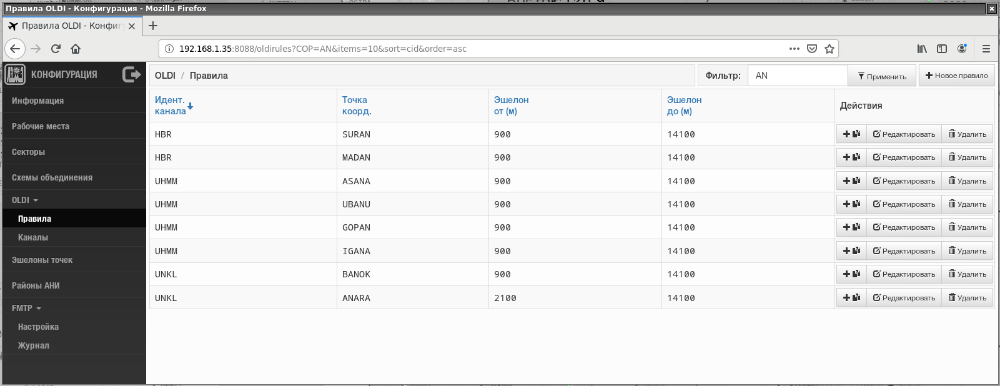 Правила OLDI - Конфигурация - Mozilla Firefox
Правила OLDI - Конфиг
192.168.1.35:8088/oldirules?COP=AN&items=10&sort=cid&order=asc
КОНФИГУРАЦИЯ
Информация
Рабочие места
Секторы
Схемы объединения
OLDI
Правила
Каналы
Эшелоны точек
Районы АНИ
FMTP
Настройка
Журнал
OLDI / Правила
Фильтр: AN Применить Новое правило
Идент. канала Точка коорд. Эшелон от (м) Эшелон до (м) Действия
HBR SURAN 900 14100 Редактировать Удалить
HBR MADAN 900 14100 Редактировать Удалить
UHMM ASANA 900 14100 Редактировать Удалить
UHMM UBANU 900 14100 Редактировать Удалить
UHMM GOPAN 900 14100 Редактировать Удалить
UHMM IGANA 900 14100 Редактировать Удалить
UNKL BANOK 900 14100 Редактировать Удалить
UNKL ANARA 2100 14100 Редактировать Удалить